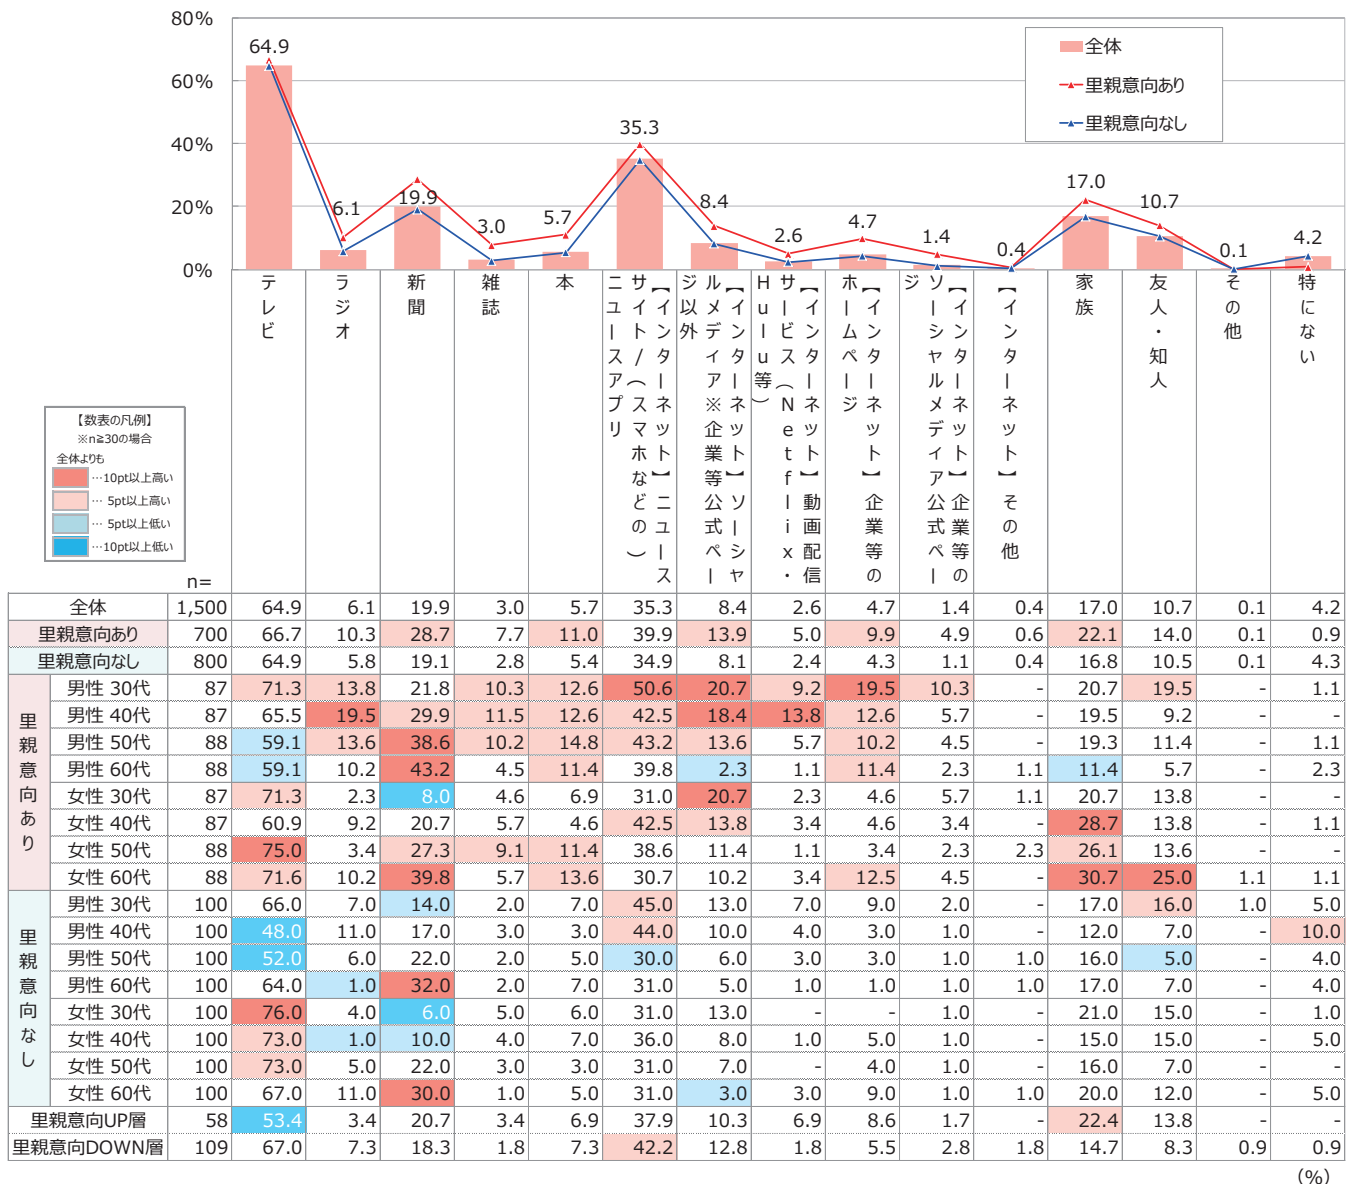 80%
60%
40%
20%
0%
64.9
6.1
19.9
3.0
5.7
35.3
8.4
2.6
4.7
1.4
0.4
17.0
10.7
0.1
4.2
全体
里親意向あり
里親意向なし
テレビ
ラジオ
新聞
雑誌
本
【インターネット】ニュース
サイト/(スマホなどの)
ニュースアプリ
【インターネット】ソーシャ
ルメディア※企業等公式ペー
ジ以外
【インターネット】動画配信
サービス(Netflix・
Hulu等)
【インターネット】企業等の
ホームページ
【インターネット】企業等の
ソーシャルメディア公式ペー
ジ
【インターネット】その他
家族
友人・知人
その他
特にない
【数表の凡例】
※n≧30の場合
全体よりも
…10pt以上高い
… 5pt以上高い
… 5pt以上低い
…10pt以上低い
n=
全体 1,500 64.9 6.1 19.9 3.0 5.7 35.3 8.4 2.6 4.7 1.4 0.4 17.0 10.7 0.1 4.2
里親意向あり 700 66.7 10.3 28.7 7.7 11.0 39.9 13.9 5.0 9.9 4.9 0.6 22.1 14.0 0.1 0.9
里親意向なし 800 64.9 5.8 19.1 2.8 5.4 34.9 8.1 2.4 4.3 1.1 0.4 16.8 10.5 0.1 4.3
里親意向あり
男性 30代 87 71.3 13.8 21.8 10.3 12.6 50.6 20.7 9.2 19.5 10.3 - 20.7 19.5 - 1.1
男性 40代 87 65.5 19.5 29.9 11.5 12.6 42.5 18.4 13.8 12.6 5.7 - 19.5 9.2 - -
男性 50代 88 59.1 13.6 38.6 10.2 14.8 43.2 13.6 5.7 10.2 4.5 - 19.3 11.4 - 1.1
男性 60代 88 59.1 10.2 43.2 4.5 11.4 39.8 2.3 1.1 11.4 2.3 1.1 11.4 5.7 - 2.3
女性 30代 87 71.3 2.3 8.0 4.6 6.9 31.0 20.7 2.3 4.6 5.7 1.1 20.7 13.8 - -
女性 40代 87 60.9 9.2 20.7 5.7 4.6 42.5 13.8 3.4 4.6 3.4 - 28.7 13.8 - 1.1
女性 50代 88 75.0 3.4 27.3 9.1 11.4 38.6 11.4 1.1 3.4 2.3 2.3 26.1 13.6 - -
女性 60代 88 71.6 10.2 39.8 5.7 13.6 30.7 10.2 3.4 12.5 4.5 - 30.7 25.0 1.1 1.1
里親意向なし
男性 30代 100 66.0 7.0 14.0 2.0 7.0 45.0 13.0 7.0 9.0 2.0 - 17.0 16.0 1.0 5.0
男性 40代 100 48.0 11.0 17.0 3.0 3.0 44.0 10.0 4.0 3.0 1.0 - 12.0 7.0 - 10.0
男性 50代 100 52.0 6.0 22.0 2.0 5.0 30.0 6.0 3.0 3.0 1.0 1.0 16.0 5.0 - 4.0
男性 60代 100 64.0 1.0 32.0 2.0 7.0 31.0 5.0 1.0 1.0 1.0 1.0 17.0 7.0 - 4.0
女性 30代 100 76.0 4.0 6.0 5.0 6.0 31.0 13.0 - - 1.0 - 21.0 15.0 - 1.0
女性 40代 100 73.0 1.0 10.0 4.0 7.0 36.0 8.0 1.0 5.0 1.0 - 15.0 15.0 - 5.0
女性 50代 100 73.0 5.0 22.0 3.0 3.0 31.0 7.0 - 4.0 1.0 - 16.0 7.0 - -
女性 60代 100 67.0 11.0 30.0 1.0 5.0 31.0 3.0 3.0 9.0 1.0 1.0 20.0 12.0 - 5.0
里親意向UP層 58 53.4 3.4 20.7 3.4 6.9 37.9 10.3 6.9 8.6 1.7 - 22.4 13.8 - -
里親意向DOWN層 109 67.0 7.3 18.3 1.8 7.3 42.2 12.8 1.8 5.5 2.8 1.8 14.7 8.3 0.9 0.9
(%)